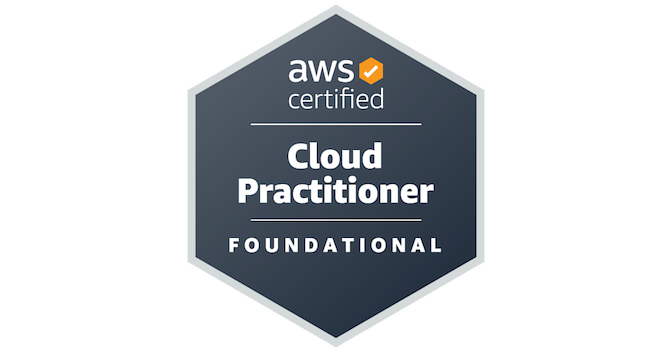 aws
certified
Cloud
Practitioner
FOUNDATIONAL